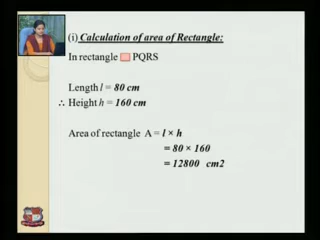 (i) Calculation of area of Rectangle:
In rectangle PQRS
Length l = 80 cm
∴ Height h = 160 cm
Area of rectangle A = l × h
= 80 × 160
= 12800 cm2